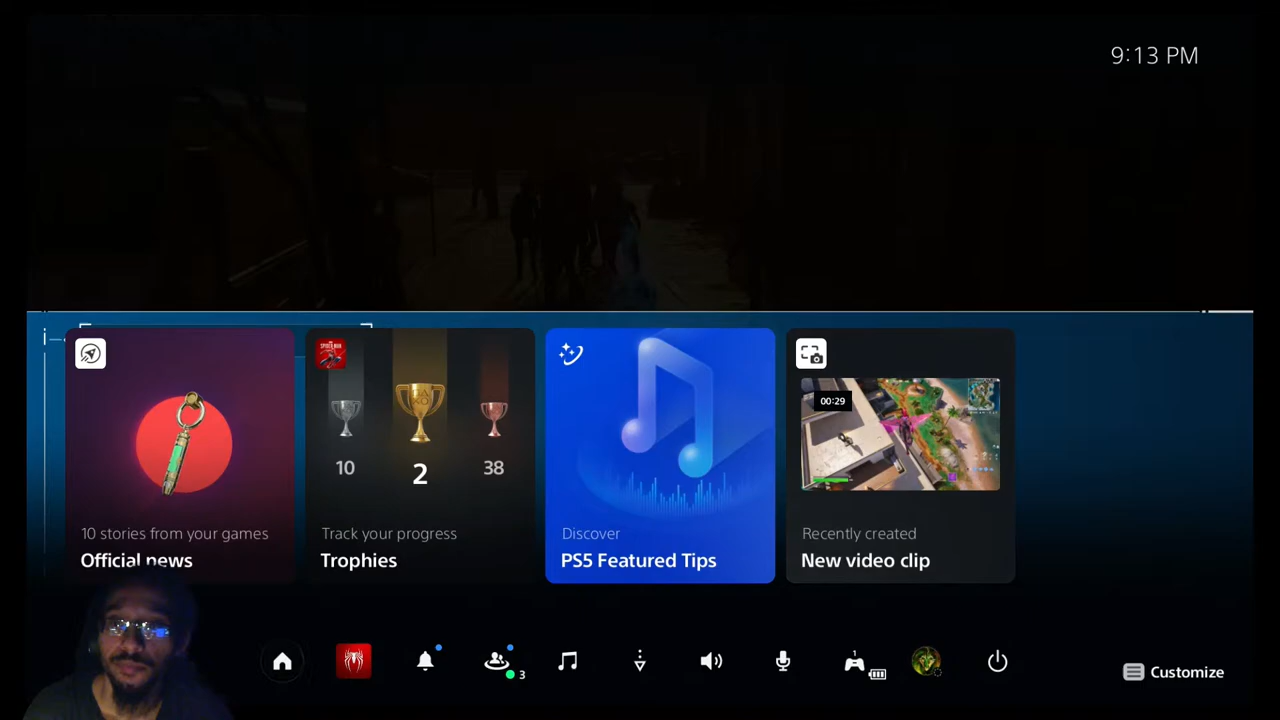 9:13 PM
10 stories from your games
Official news
10
2
38
Track your progress
Trophies
Discover
PS5 Featured Tips
00:29
Recently created
New video clip
3
1
Customize